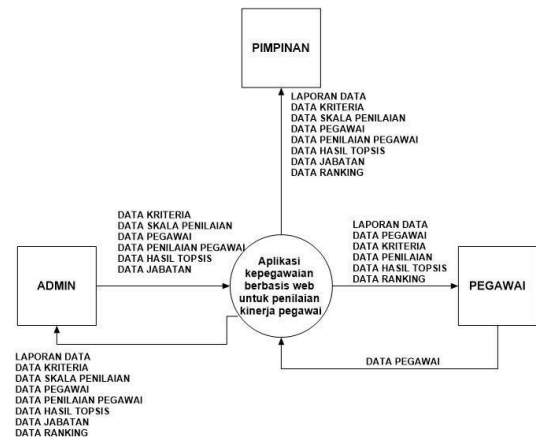 PIMPINAN
LAPORAN DATA
DATA KRITERIA
DATA SKALA PENILAIAN
DATA PEGAWAI
DATA PENILAIAN PEGAWAI
DATA HASIL TOPSIS
DATA JABATAN
DATA RANKING
DATA KRITERIA
DATA SKALA PENILAIAN
DATA PEGAWAI
DATA PENILAIAN PEGAWAI
DATA HASIL TOPSIS
DATA JABATAN
LAPORAN DATA
DATA PEGAWAI
DATA KRITERIA
DATA PENILAIAN
DATA HASIL TOPSIS
DATA RANKING
ADMIN
Aplikasi
kepegawaian
berbasis web
untuk penilaian
kinerja pegawai
PEGAWAI
DATA PEGAWAI
LAPORAN DATA
DATA KRITERIA
DATA SKALA PENILAIAN
DATA PEGAWAI
DATA PENILAIAN PEGAWAI
DATA HASIL TOPSIS
DATA JABATAN
DATA RANKING